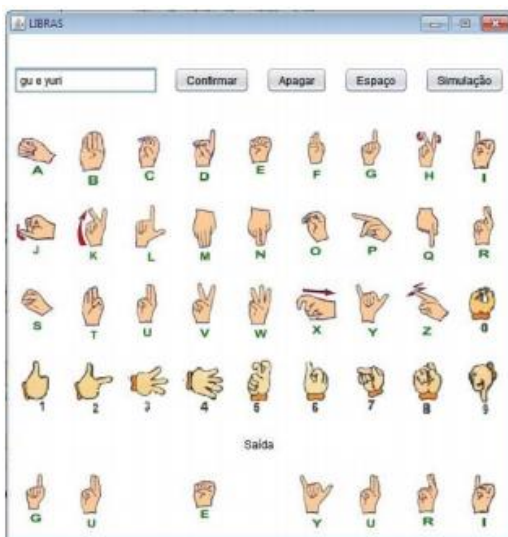 LIBRAS
gu e yuri Confirmar Apagar Espaço Simulação
A B C D E F G H I
J K L M N O P Q R
S T U V W X Y Z 0
1 2 3 4 5 6 7 8 9
Saída
G U E Y U R I